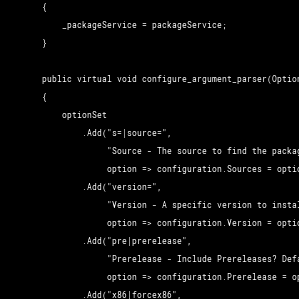 {
_packageService = packageService;
}
public virtual void configure_argument_parser(Option
{
optionSet
.Add("s=|source=",
"Source - The source to find the packag
option => configuration.Sources = optio
.Add("version=",
"Version - A specific version to instal
option => configuration.Version = optio
.Add("pre|prerelease",
"Prerelease - Include Prereleases? Defa
option => configuration.Prerelease = op
.Add("x86|forcex86",